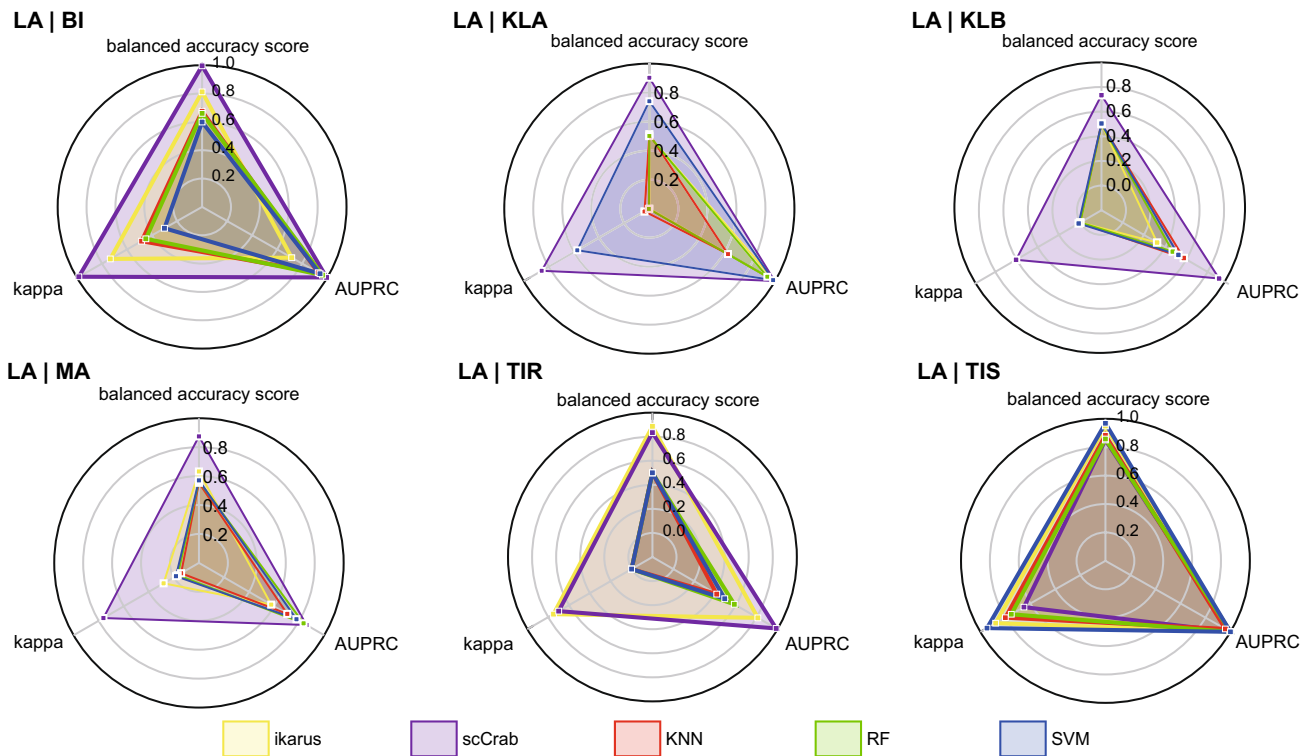 LA | BI
balanced accuracy score
1.0
0.8
0.6
0.4
0.2
kappa
AUPRC
LA | KLA
balanced accuracy score
0.8
0.6
0.4
0.2
kappa
AUPRC
LA | KLB
balanced accuracy score
0.8
0.6
0.4
0.2
0.0
kappa
AUPRC
LA | MA
balanced accuracy score
0.8
0.6
0.4
0.2
kappa
AUPRC
LA | TIR
balanced accuracy score
0.8
0.6
0.4
0.2
0.0
kappa
AUPRC
LA | TIS
balanced accuracy score
1.0
0.8
0.6
0.4
0.2
kappa
AUPRC
ikarus scCrab KNN RF SVM